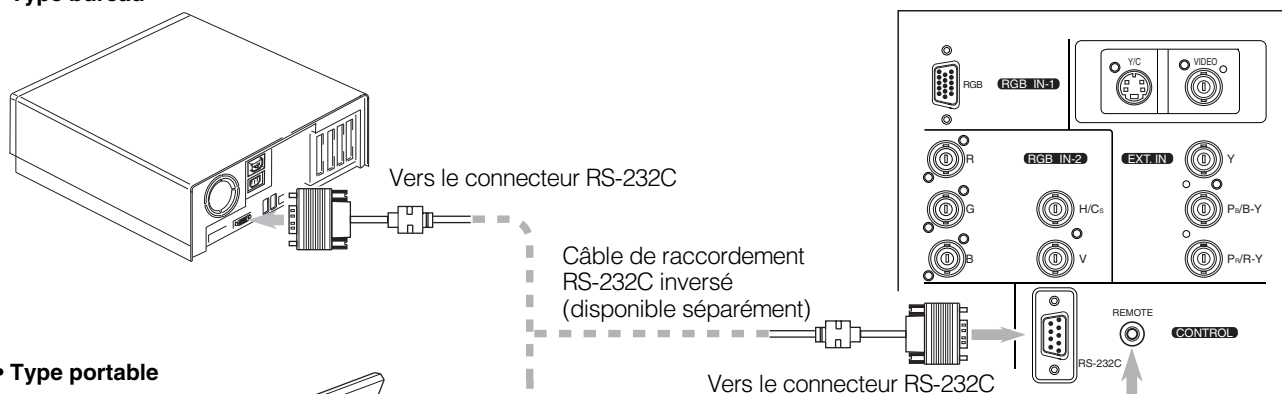 Type bureau
Y/C
VIDEO
RGB
RGB IN-1
R
RGB IN-2
EXT. IN
Y
Vers le connecteur RS-232C
G
H/Cs
PB/B-Y
B
V
PR/R-Y
Câble de raccordement
RS-232C inversé
(disponible séparément)
REMOTE
CONTROL
RS-232C
• Type portable
Vers le connecteur RS-232C